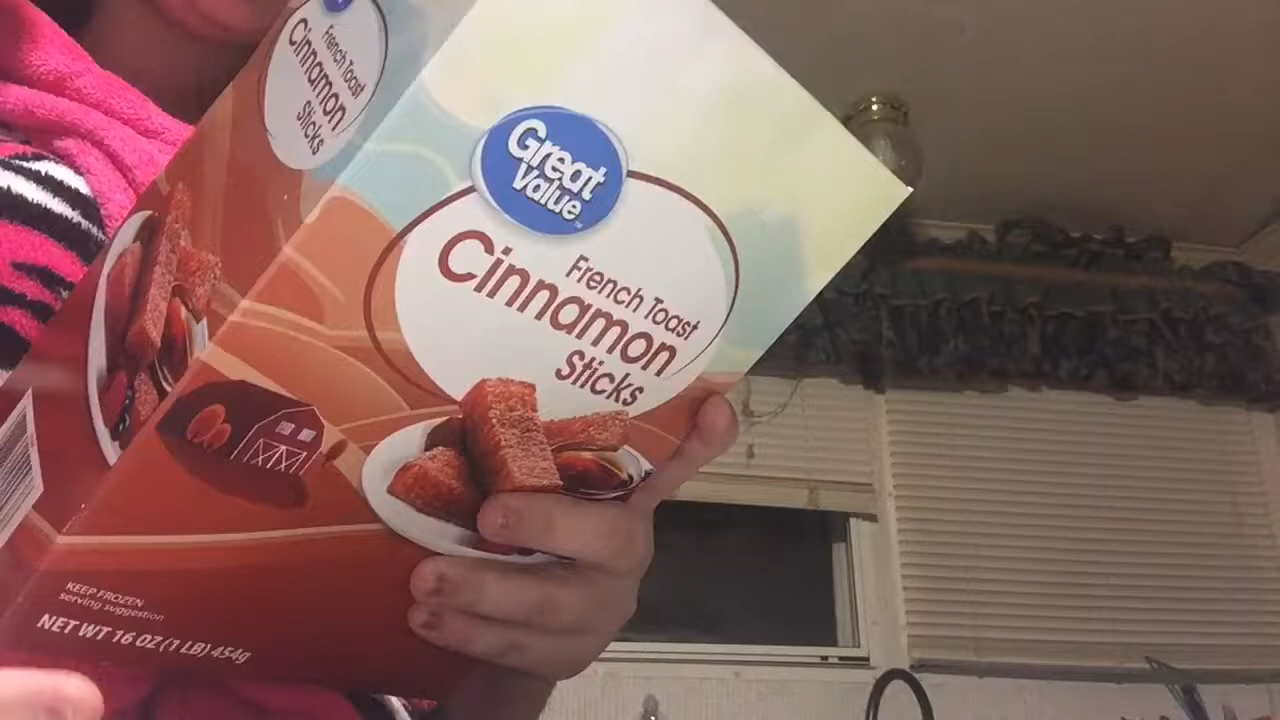 French Toast
Cinnamon
Sticks
Great
Value™
French Toast
Cinnamon
Sticks
KEEP FROZEN
serving suggestion
NET WT 16 OZ (1 LB) 454g